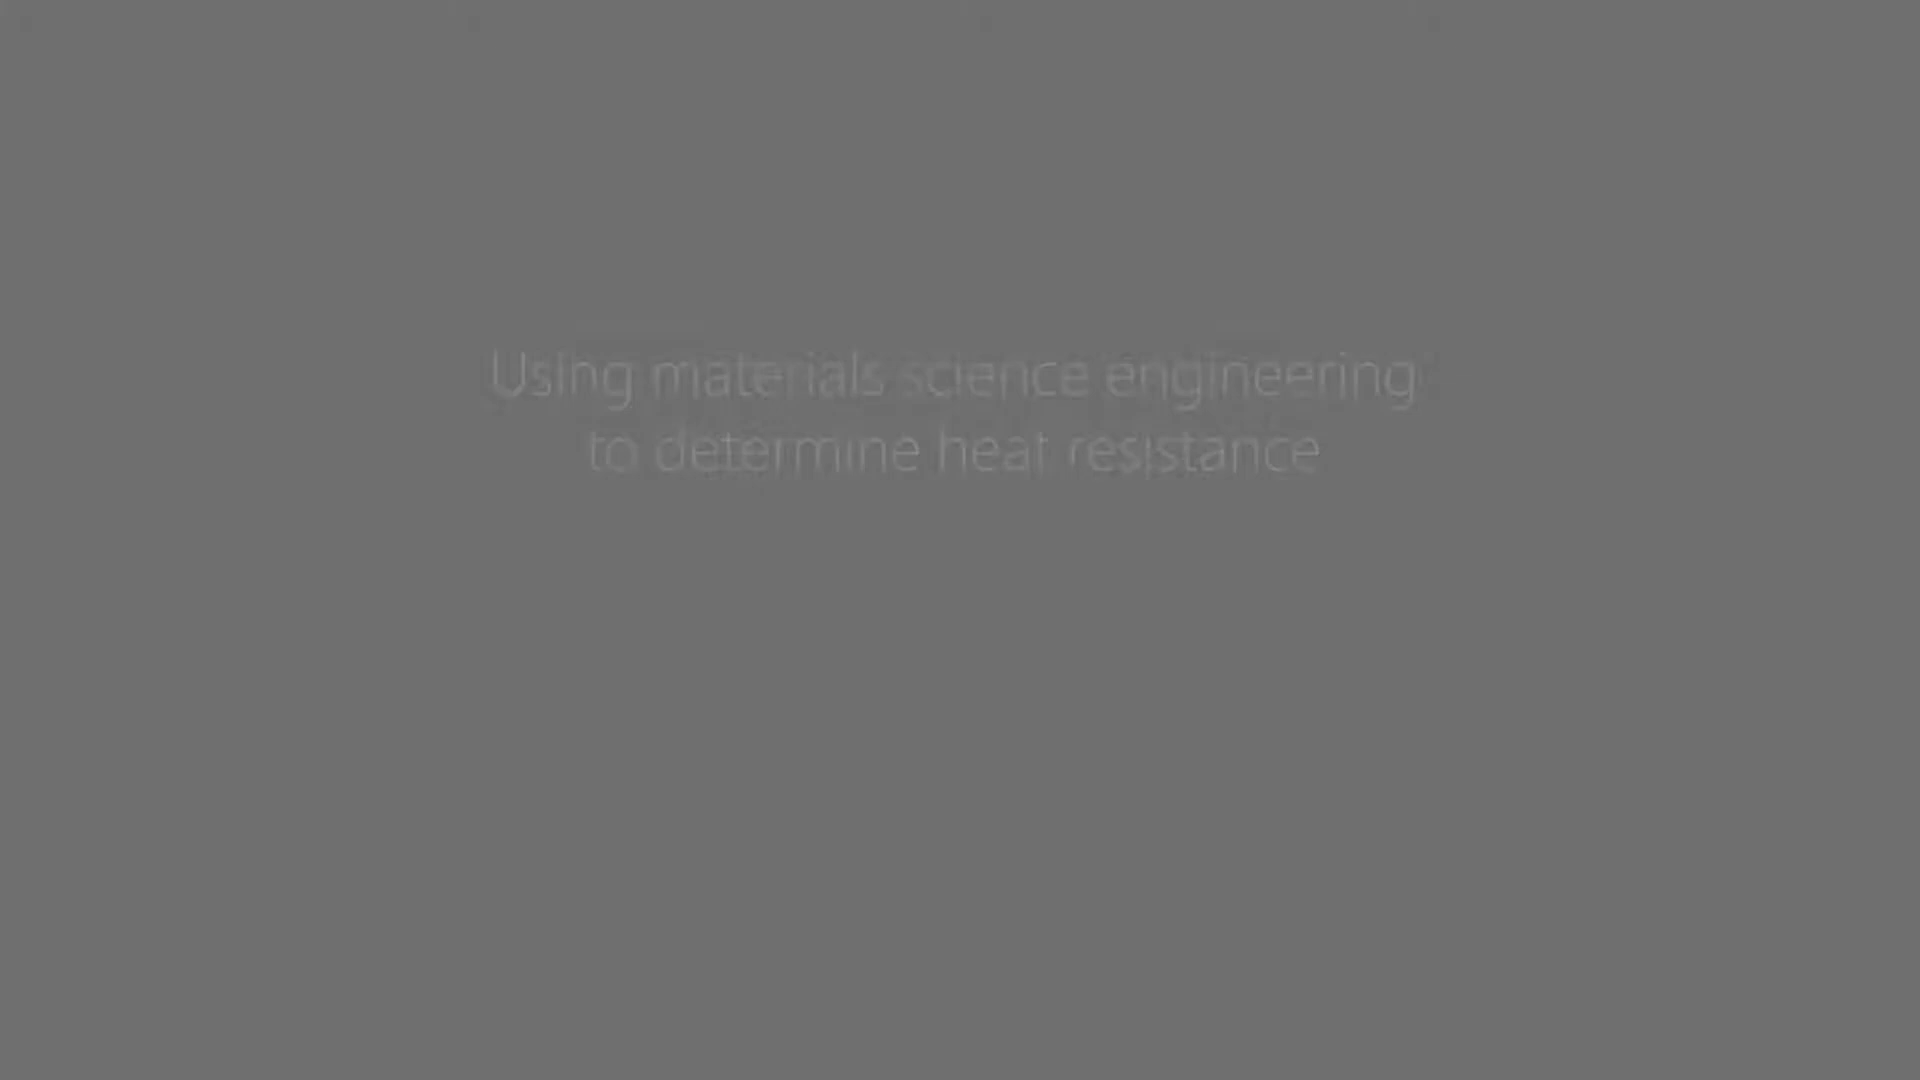 Using materials science engineering
to determine heat resistance